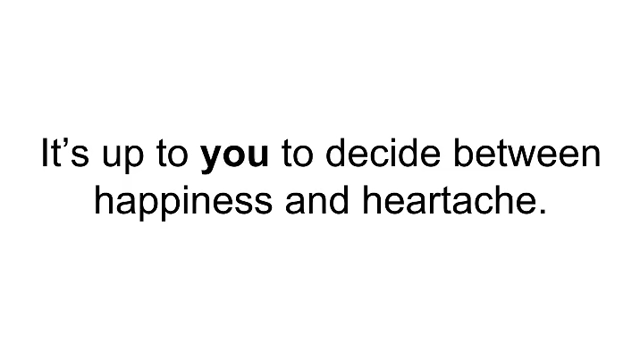 It’s up to you to decide between
happiness and heartache.